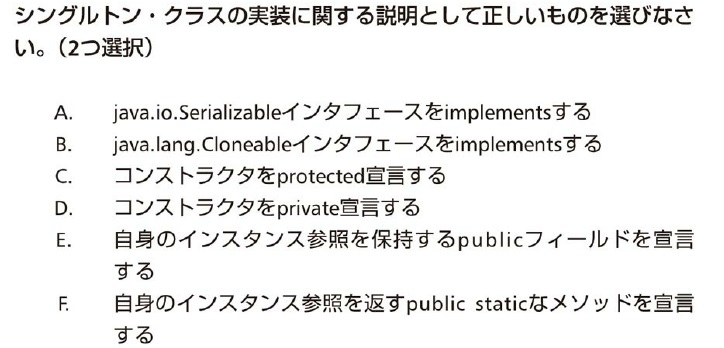 シングルトン・クラスの実装に関する説明として正しいものを選びなさ
い。（2つ選択）
A. java.io.Serializableインタフェースをimplementsする
B. java.lang.Cloneableインタフェースをimplementsする
C. コンストラクタをprotected宣言する
D. コンストラクタをprivate宣言する
E. 自身のインスタンス参照を保持するpublicフィールドを宣言
する
F. 自身のインスタンス参照を返すpublic staticなメソッドを宣言
する